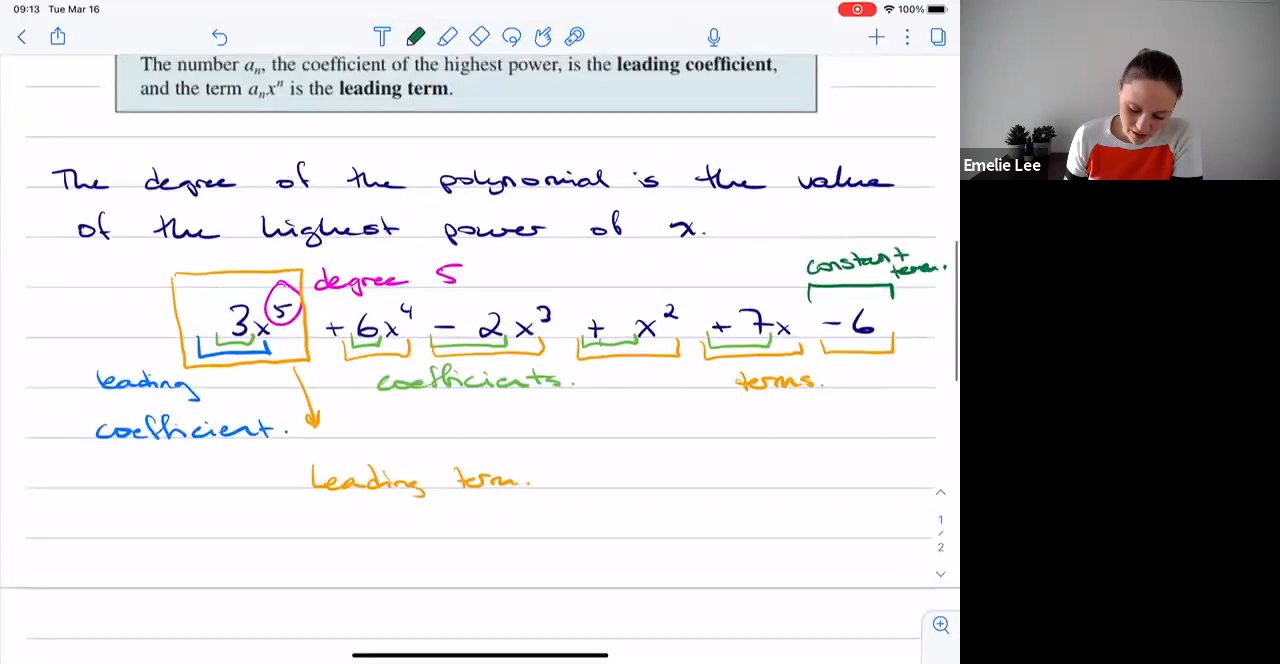 09:13 Tue Mar 16
100%
The number aₙ, the coefficient of the highest power, is the leading coefficient,
and the term aₙxⁿ is the leading term.
Emelie Lee
The degree of the polynomial is the value
of the highest power of x.
constant
term.
degree 5
3x⁵ + 6x⁴ - 2x³ + x² + 7x - 6
leading
coefficient.
coefficients.
terms.
Leading term.
1
/
2